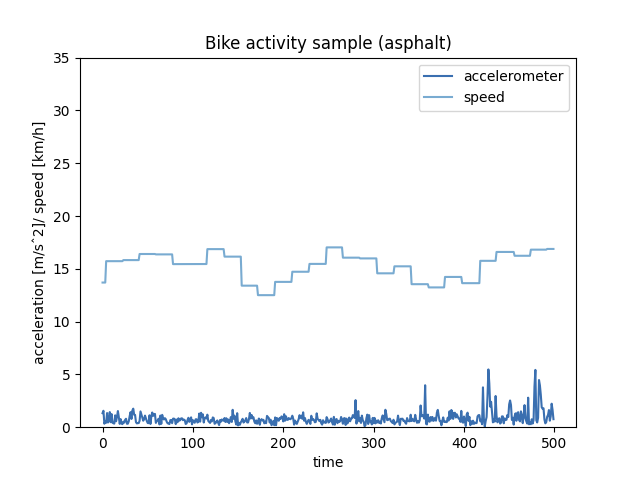 Bike activity sample (asphalt)
accelerometer
speed
acceleration [m/s^2]/ speed [km/h]
35
30
25
20
15
10
5
0
0 100 200 300 400 500
time